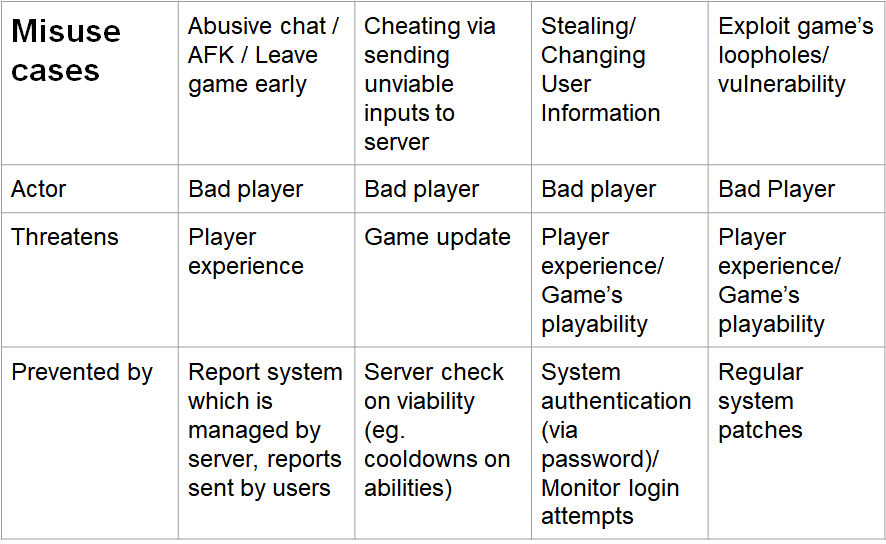 Misuse
cases
Abusive chat /
AFK / Leave
game early
Cheating via
sending
unviable
inputs to
server
Stealing/
Changing
User
Information
Exploit game's
loopholes/
vulnerability
Actor
Bad player
Bad player
Bad player
Bad Player
Threatens
Player
experience
Game update
Player
experience/
Game's
playability
Player
experience/
Game's
playability
Prevented by
Report system
which is
managed by
server, reports
sent by users
Server check
on viability
(eg.
cooldowns on
abilities)
System
authentication
(via
password)/
Monitor login
attempts
Regular
system
patches